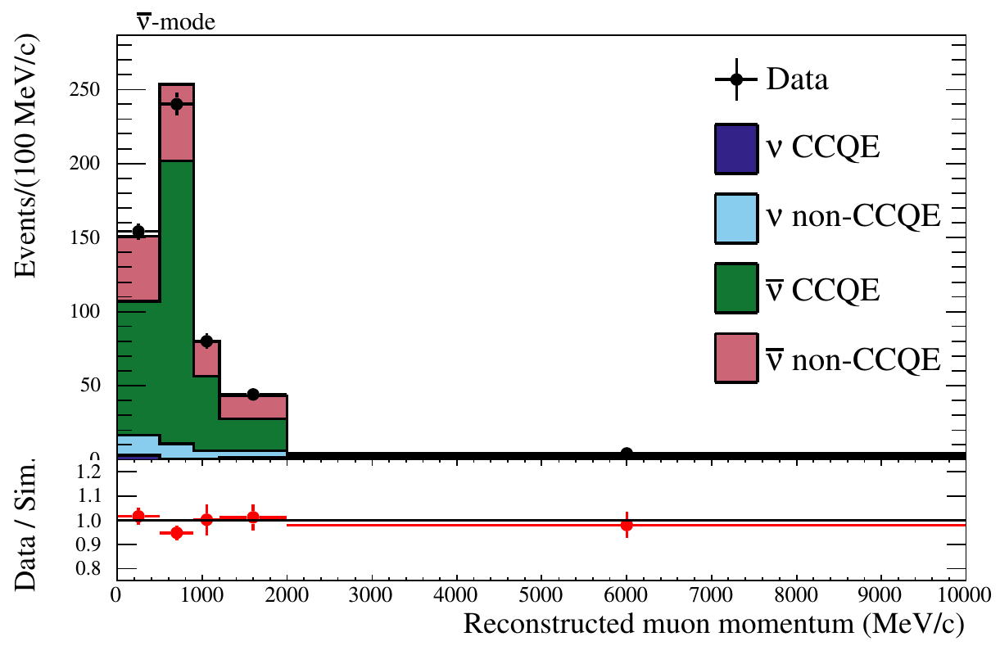 ν̅-mode
Events/(100 MeV/c)
250
200
150
100
50
0
Data
ν CCQE
ν non-CCQE
ν̅ CCQE
ν̅ non-CCQE
Data / Sim.
1.2
1.1
1.0
0.9
0.8
0 1000 2000 3000 4000 5000 6000 7000 8000 9000 10000
Reconstructed muon momentum (MeV/c)